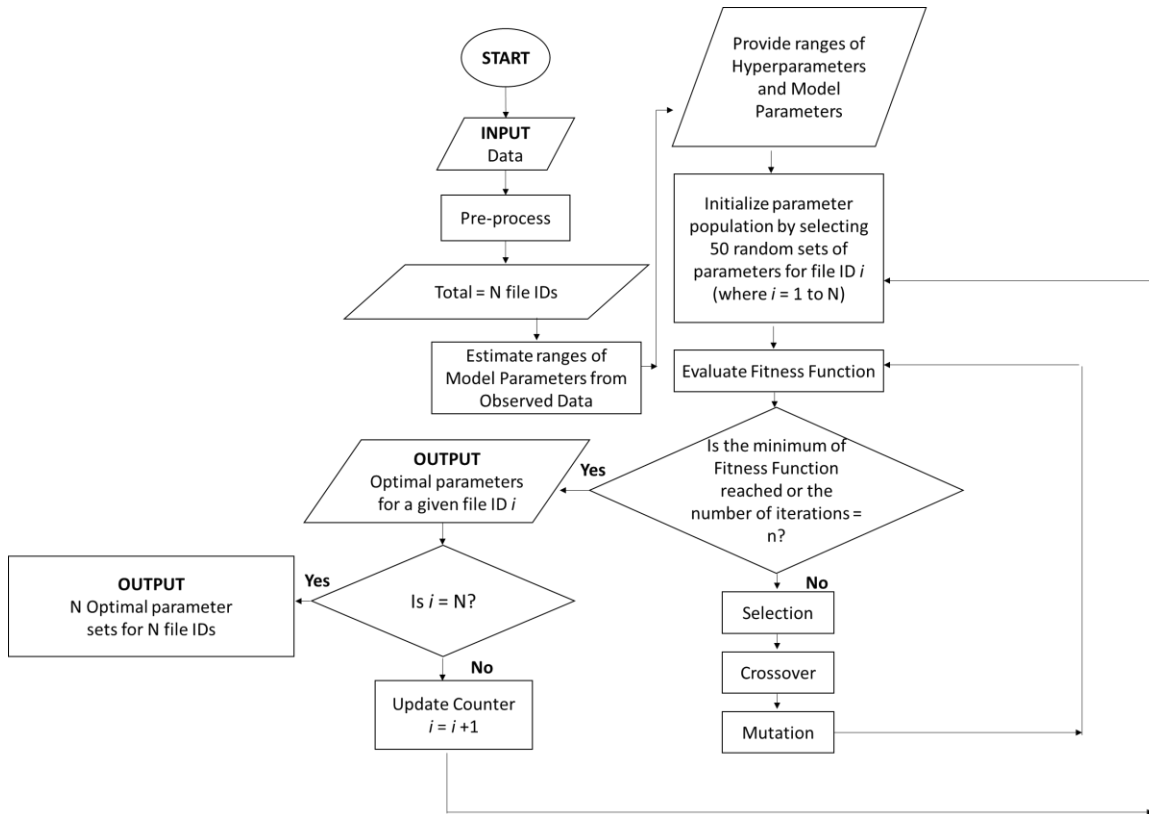 START
INPUT
Data
Pre-process
Total = N file IDs
Estimate ranges of
Model Parameters from
Observed Data
Provide ranges of
Hyperparameters
and Model
Parameters
Initialize parameter
population by selecting
50 random sets of
parameters for file ID i
(where i = 1 to N)
Evaluate Fitness Function
Is the minimum of
Fitness Function
reached or the
number of iterations =
n?
Yes
No
Selection
Crossover
Mutation
OUTPUT
Optimal parameters
for a given file ID i
Is i = N?
Yes
No
OUTPUT
N Optimal parameter
sets for N file IDs
Update Counter
i = i +1